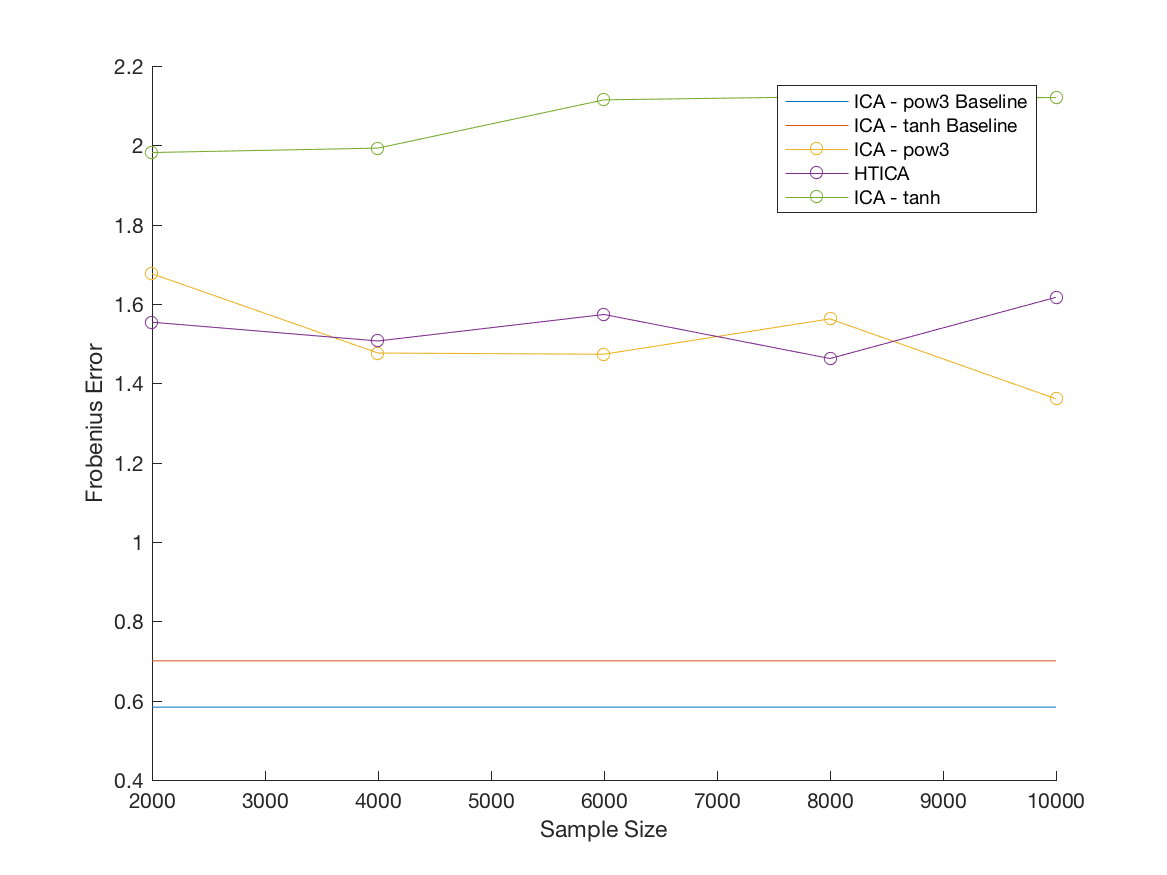 2.2
2
1.8
1.6
1.4
1.2
1
0.8
0.6
0.4
Frobenius Error
ICA - pow3 Baseline
ICA - tanh Baseline
ICA - pow3
HTICA
ICA - tanh
2000 3000 4000 5000 6000 7000 8000 9000 10000
Sample Size